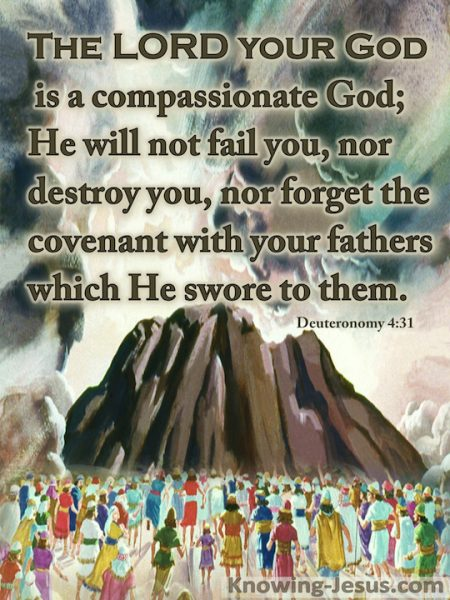 THE LORD YOUR GOD
is a compassionate God;
He will not fail you, nor
destroy you, nor forget the
covenant with your fathers
which He swore to them.
Deuteronomy 4:31
Knowing-Jesus.com